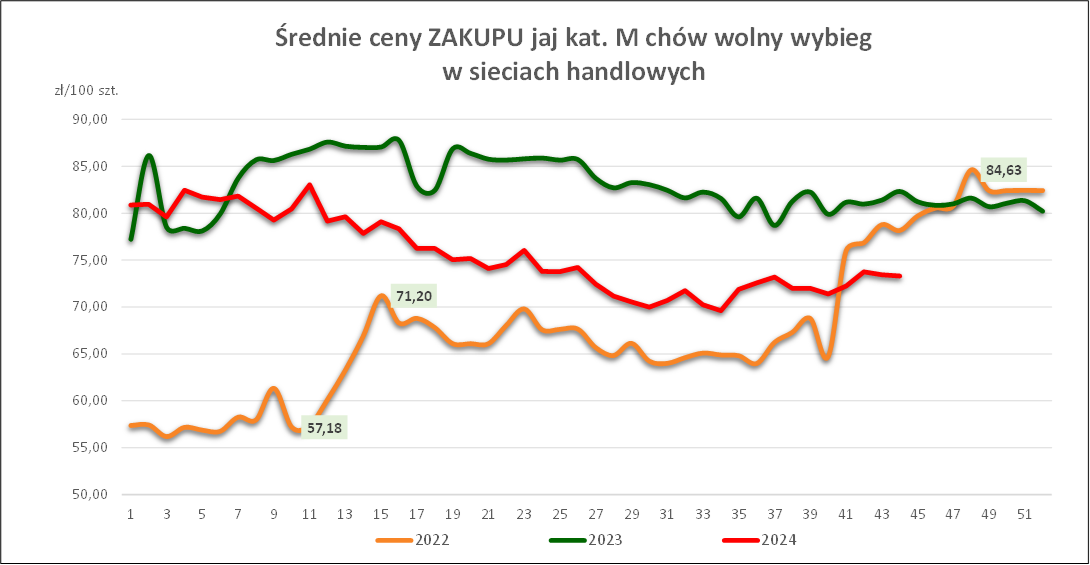 Średnie ceny ZAKUPU jaj kat. M chów wolny wybieg
w sieciach handlowych
zł/100 szt.
90,00
85,00
84,63
80,00
75,00
71,20
70,00
65,00
60,00
57,18
55,00
50,00
1 3 5 7 9 11 13 15 17 19 21 23 25 27 29 31 33 35 37 39 41 43 45 47 49 51
2022 2023 2024